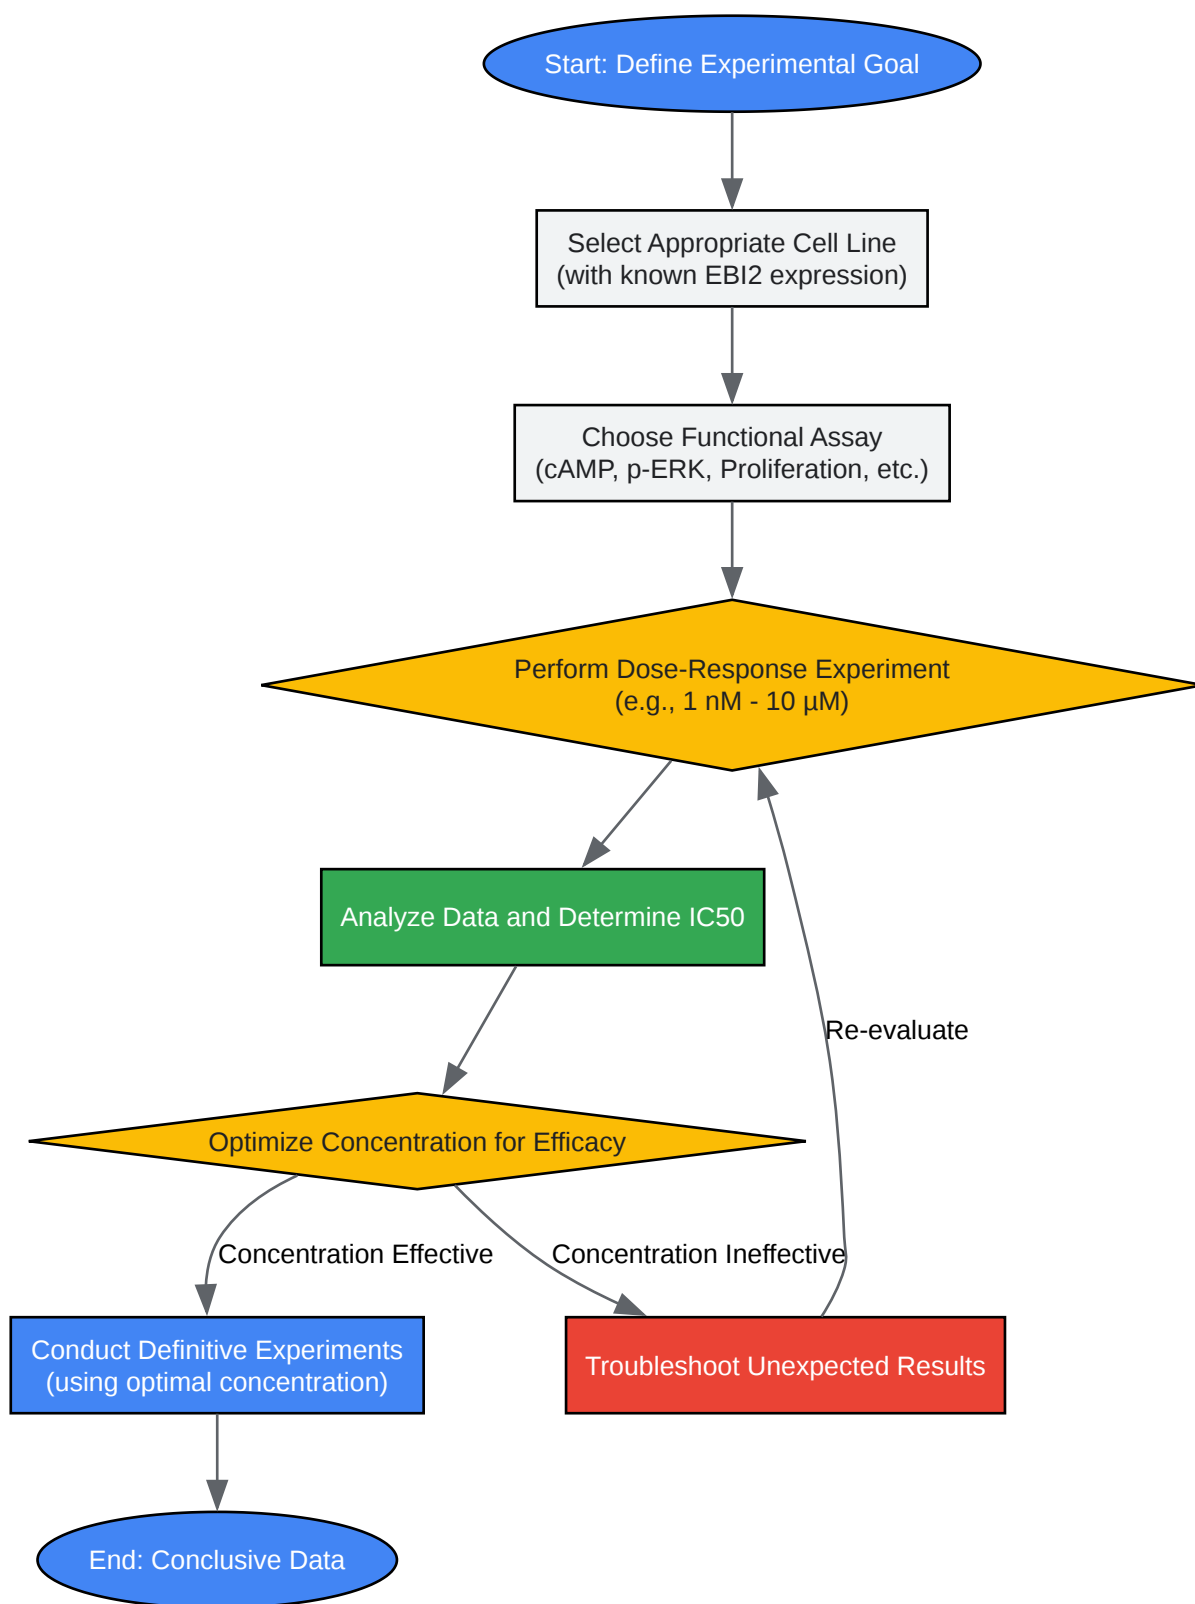 Start: Define Experimental Goal
Select Appropriate Cell Line
(with known EBI2 expression)
Choose Functional Assay
(cAMP, p-ERK, Proliferation, etc.)
Perform Dose-Response Experiment
(e.g., 1 nM - 10 µM)
Analyze Data and Determine IC50
Re-evaluate
Optimize Concentration for Efficacy
Concentration Effective
Concentration Ineffective
Conduct Definitive Experiments
(using optimal concentration)
Troubleshoot Unexpected Results
End: Conclusive Data